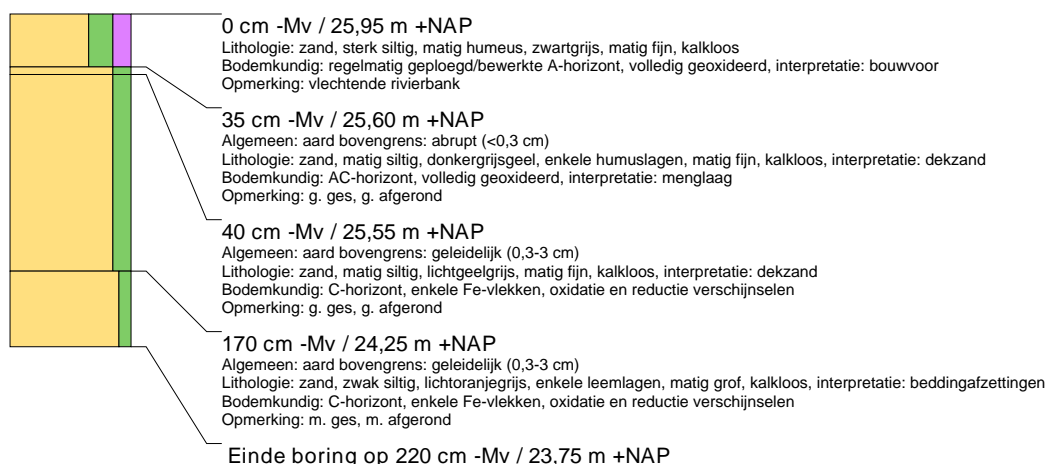 0 cm -Mv / 25,95 m +NAP
Lithologie: zand, sterk siltig, matig humeus, zwartgrijs, matig fijn, kalkloos
Bodemkundig: regelmatig geploegd/bewerkte A-horizont, volledig geoxideerd, interpretatie: bouwvoor
Opmerking: vlechtende rivierbank
35 cm -Mv / 25,60 m +NAP
Algemeen: aard bovengrens: abrupt (<0,3 cm)
Lithologie: zand, matig siltig, donkergrijsgeel, enkele humuslagen, matig fijn, kalkloos, interpretatie: dekzand
Bodemkundig: AC-horizont, volledig geoxideerd, interpretatie: menglaag
Opmerking: g. ges, g. afgerond
40 cm -Mv / 25,55 m +NAP
Algemeen: aard bovengrens: geleidelijk (0,3-3 cm)
Lithologie: zand, matig siltig, lichtgeelgrijs, matig fijn, kalkloos, interpretatie: dekzand
Bodemkundig: C-horizont, enkele Fe-vlekken, oxidatie en reductie verschijnselen
Opmerking: g. ges, g. afgerond
170 cm -Mv / 24,25 m +NAP
Algemeen: aard bovengrens: geleidelijk (0,3-3 cm)
Lithologie: zand, zwak siltig, lichtoranjegrijs, enkele leemlagen, matig grof, kalkloos, interpretatie: beddingafzettingen
Bodemkundig: C-horizont, enkele Fe-vlekken, oxidatie en reductie verschijnselen
Opmerking: m. ges, m. afgerond
Einde boring op 220 cm -Mv / 23,75 m +NAP